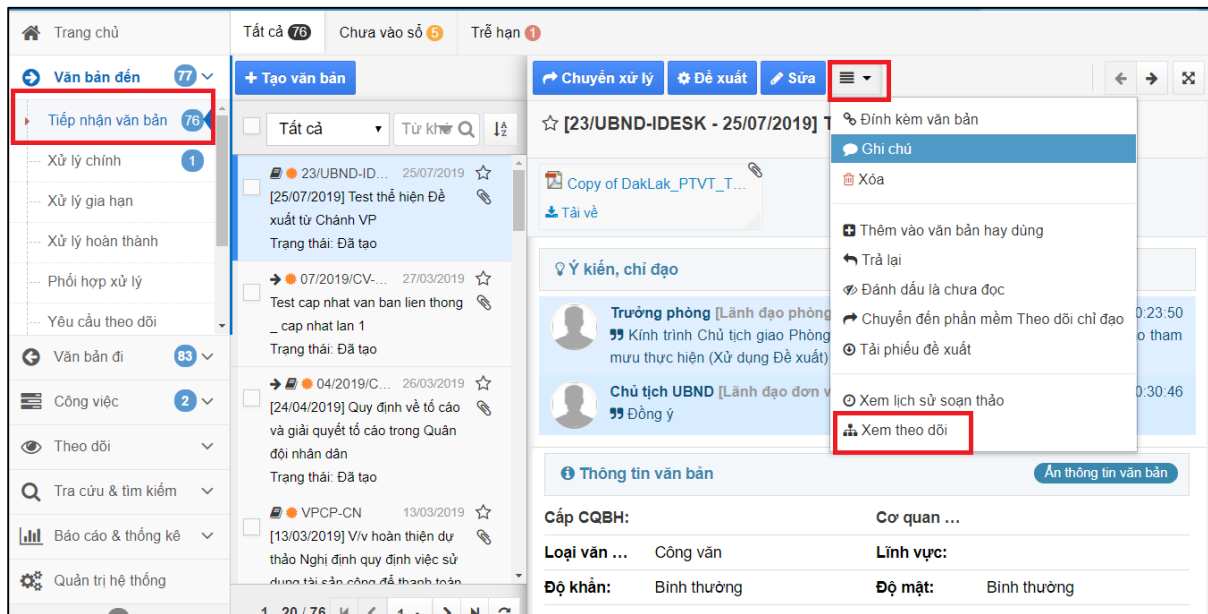 Trang chủ
Văn bản đến 77
Tiếp nhận văn bản 76
Xử lý chính 1
Xử lý gia hạn
Xử lý hoàn thành
Phối hợp xử lý
Yêu cầu theo dõi
Văn bản đi 83
Công việc 2
Theo dõi
Tra cứu & tìm kiếm
Báo cáo & thống kê
Quản trị hệ thống
Tất cả 76 Chưa vào sổ 5 Trễ hạn 1
+ Tạo văn bản
Tất cả Từ kh
23/UBND-ID... 25/07/2019
[25/07/2019] Test thể hiện Đề
xuất từ Chánh VP
Trạng thái: Đã tạo
07/2019/CV-... 27/03/2019
Test cap nhat van ban lien thong
_ cap nhat lan 1
Trạng thái: Đã tạo
04/2019/C... 26/03/2019
[24/04/2019] Quy định về tố cáo
và giải quyết tố cáo trong Quân
đội nhân dân
Trạng thái: Đã tạo
VPCP-CN 13/03/2019
[13/03/2019] V/v hoàn thiện dự
thảo Nghị định quy định việc sử
dụng tài sản công để thanh toán
1 - 20 / 76 1
Chuyển xử lý Đề xuất Sửa
[23/UBND-IDESK - 25/07/2019] T
Copy of DakLak_PTVT_T...
Tải về
Ý kiến, chỉ đạo
Trưởng phòng [Lãnh đạo phòng 0:23:50
Kính trình Chủ tịch giao Phòng o tham
mưu thực hiện (Xử dụng Đề xuất)
Chủ tịch UBND [Lãnh đạo đơn v 0:30:46
Đồng ý
Đính kèm văn bản
Ghi chú
Xóa
Thêm vào văn bản hay dùng
Trả lại
Đánh dấu là chưa đọc
Chuyển đến phần mềm Theo dõi chỉ đạo
Tải phiếu đề xuất
Xem lịch sử soạn thảo
Xem theo dõi
Thông tin văn bản Ẩn thông tin văn bản
Cấp CQBH: Cơ quan ...
Loại văn ... Công văn Lĩnh vực:
Độ khẩn: Bình thường Độ mật: Bình thường